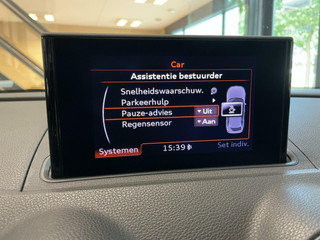 Car
Assistentie bestuurder
Snelheidswaarschuw.
Parkeerhulp
Pauze-advies Uit
Regensensor Aan
Systemen 15:39 Set indiv.